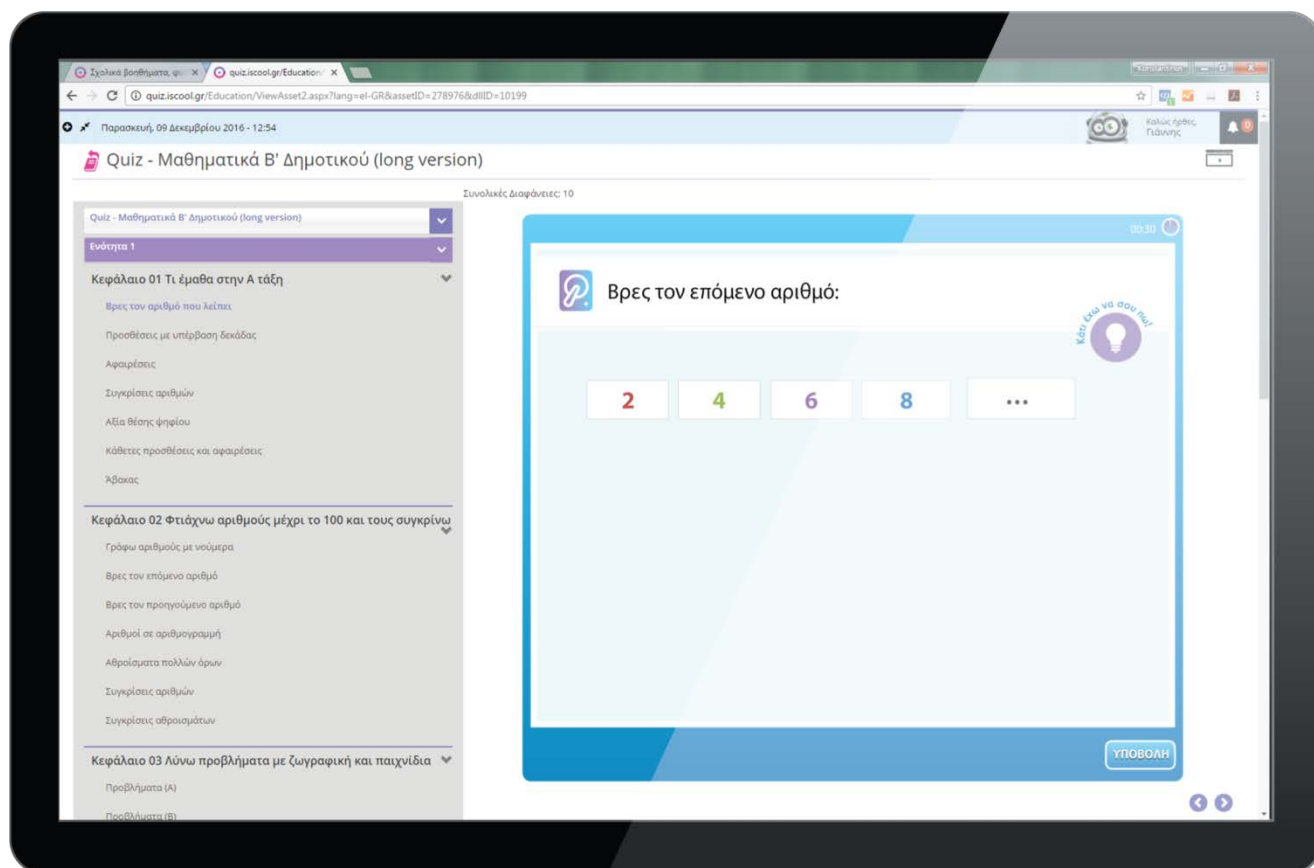 Σχολικά βοηθήματα, φυ
quiz.iscool.gr/Education/
quiz.iscool.gr/Education/ViewAsset2.aspx?lang=el-GR&assetID=278976&dllID=10199
Παρασκευή, 09 Δεκεμβρίου 2016 - 12:54
Καλώς ήρθες,
Γιάννης
0
Quiz - Μαθηματικά Β' Δημοτικού (long version)
Συνολικές Διαφάνειες: 10
Quiz - Μαθηματικά Β' Δημοτικού (long version)
Ενότητα 1
Κεφάλαιο 01 Τι έμαθα στην Α τάξη
Βρες τον αριθμό που λείπει
Προσθέσεις με υπέρβαση δεκάδας
Αφαιρέσεις
Συγκρίσεις αριθμών
Αξία θέσης ψηφίου
Κάθετες προσθέσεις και αφαιρέσεις
Άβακας
Κεφάλαιο 02 Φτιάχνω αριθμούς μέχρι το 100 και τους συγκρίνω
Γράφω αριθμούς με νούμερα
Βρες τον επόμενο αριθμό
Βρες τον προηγούμενο αριθμό
Αριθμοί σε αριθμογραμμή
Αθροίσματα πολλών όρων
Συγκρίσεις αριθμών
Συγκρίσεις αθροισμάτων
Κεφάλαιο 03 Λύνω προβλήματα με ζωγραφική και παιχνίδια
Προβλήματα (Α)
Προβλήματα (Β)
00:30
Βρες τον επόμενο αριθμό:
Κάτι έχω να σου πω!
2 4 6 8 ...
ΥΠΟΒΟΛΗ